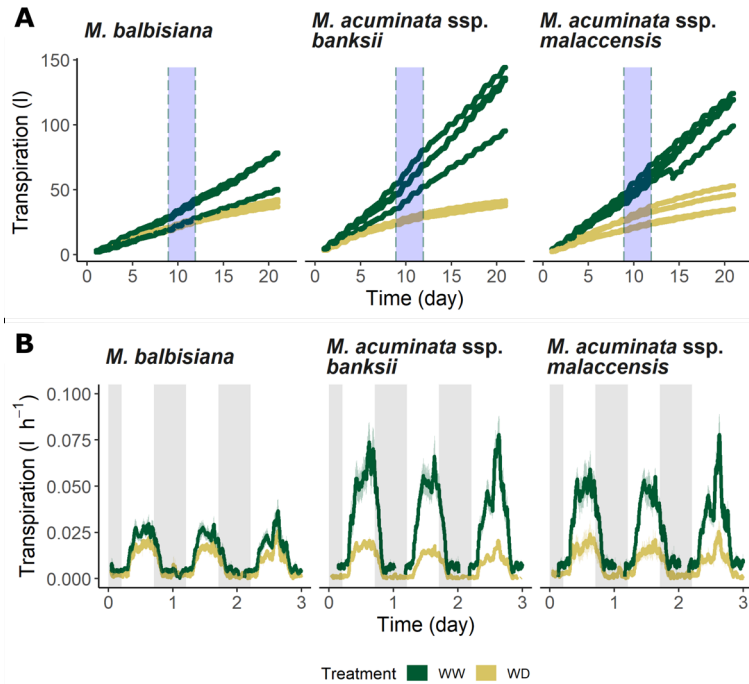 A
M. balbisiana
M. acuminata ssp.
banksii
M. acuminata ssp.
malaccensis
Transpiration (l)
150
100
50
0
0 5 10 15 20
0 5 10 15 20
0 5 10 15 20
Time (day)
B
M. balbisiana
M. acuminata ssp.
banksii
M. acuminata ssp.
malaccensis
Transpiration (l h⁻¹)
0.100
0.075
0.050
0.025
0.000
0 1 2 3
0 1 2 3
0 1 2 3
Time (day)
Treatment WW WD